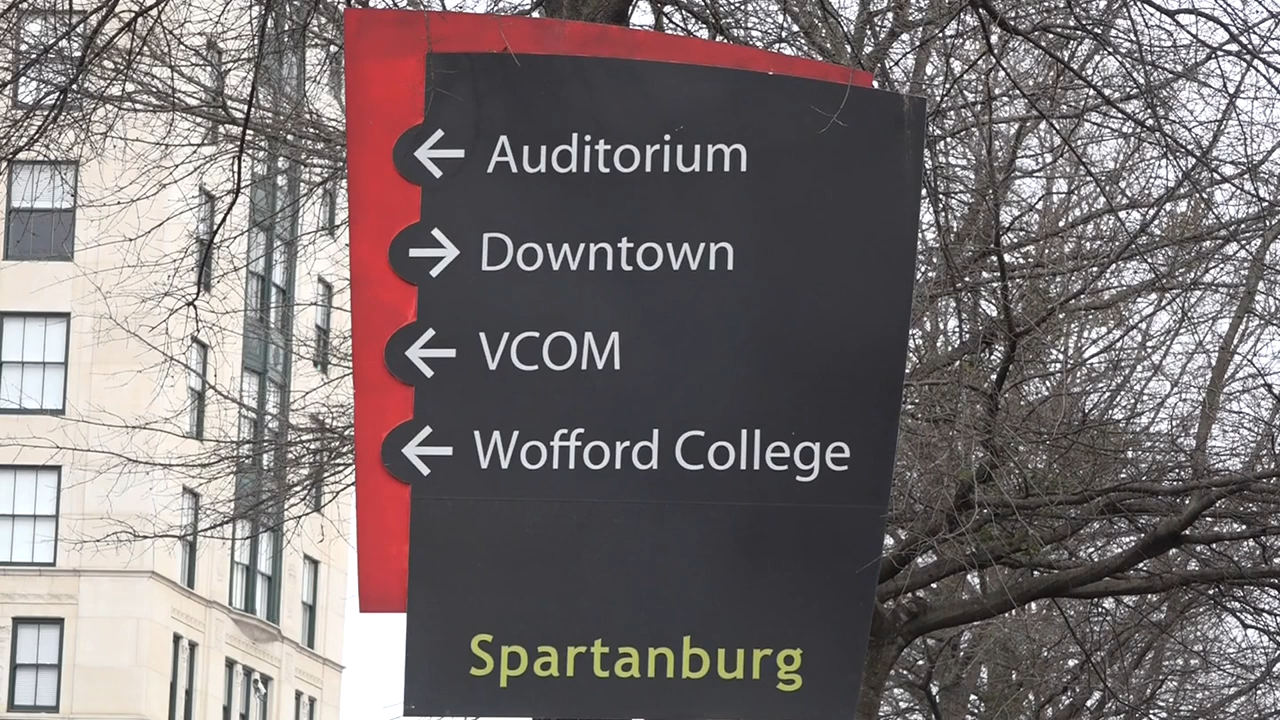 ← Auditorium
→ Downtown
← VCOM
← Wofford College
Spartanburg